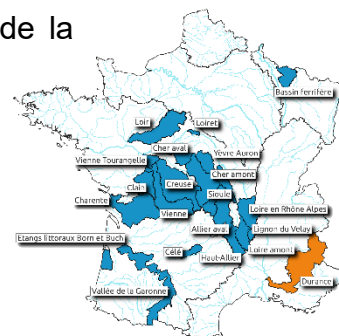 de la
Bassin ferrifère
Loir
Loiret
Cher aval
Yèvre Auron
Vienne Tourangelle
Cher amont
Clain
Creuse
Sioule
Charente
Loire en Rhône Alpes
Vienne
Allier aval
Lignon du Velay
Etangs littoraux Born et Buch
Célé
Haut-Allier
Loire amont
Durance
Vallée de la Garonne